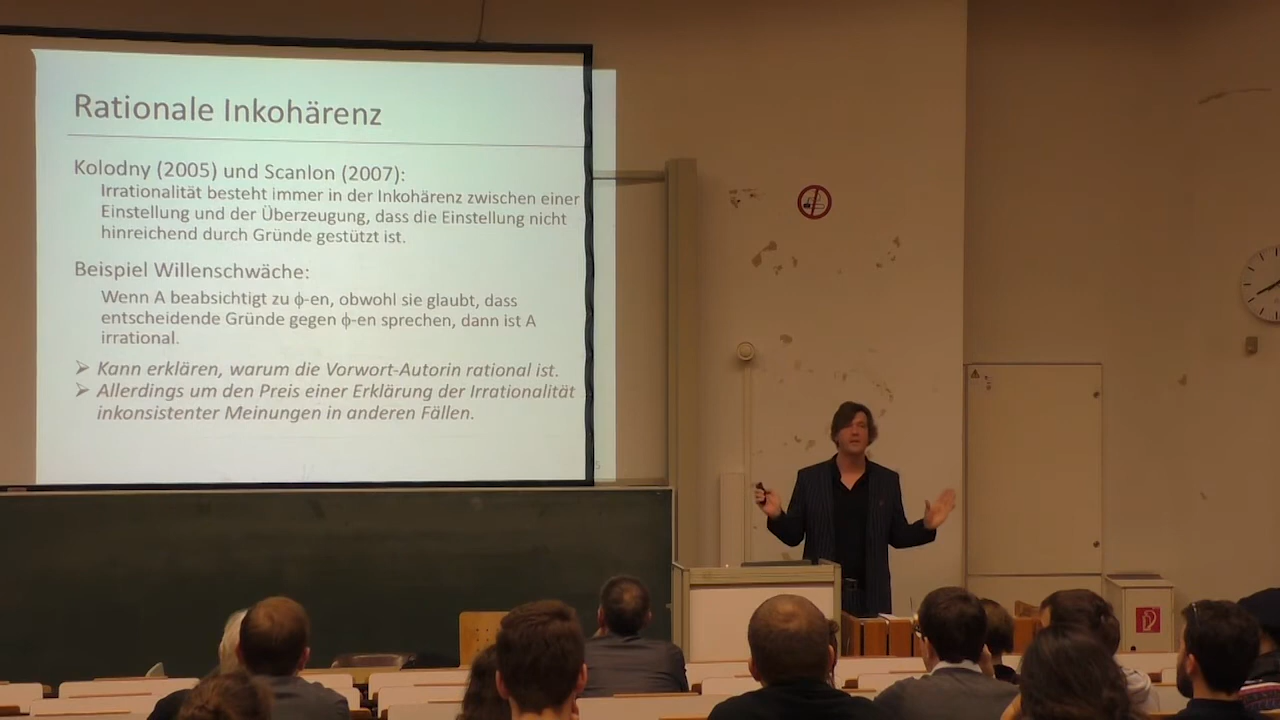 Rationale Inkohärenz
Kolodny (2005) und Scanlon (2007):
Irrationalität besteht immer in der Inkohärenz zwischen einer
Einstellung und der Überzeugung, dass die Einstellung nicht
hinreichend durch Gründe gestützt ist.
Beispiel Willenschwäche:
Wenn A beabsichtigt zu ϕ-en, obwohl sie glaubt, dass
entscheidende Gründe gegen ϕ-en sprechen, dann ist A
irrational.
➢ Kann erklären, warum die Vorwort-Autorin rational ist.
➢ Allerdings um den Preis einer Erklärung der Irrationalität
inkonsistenter Meinungen in anderen Fällen.